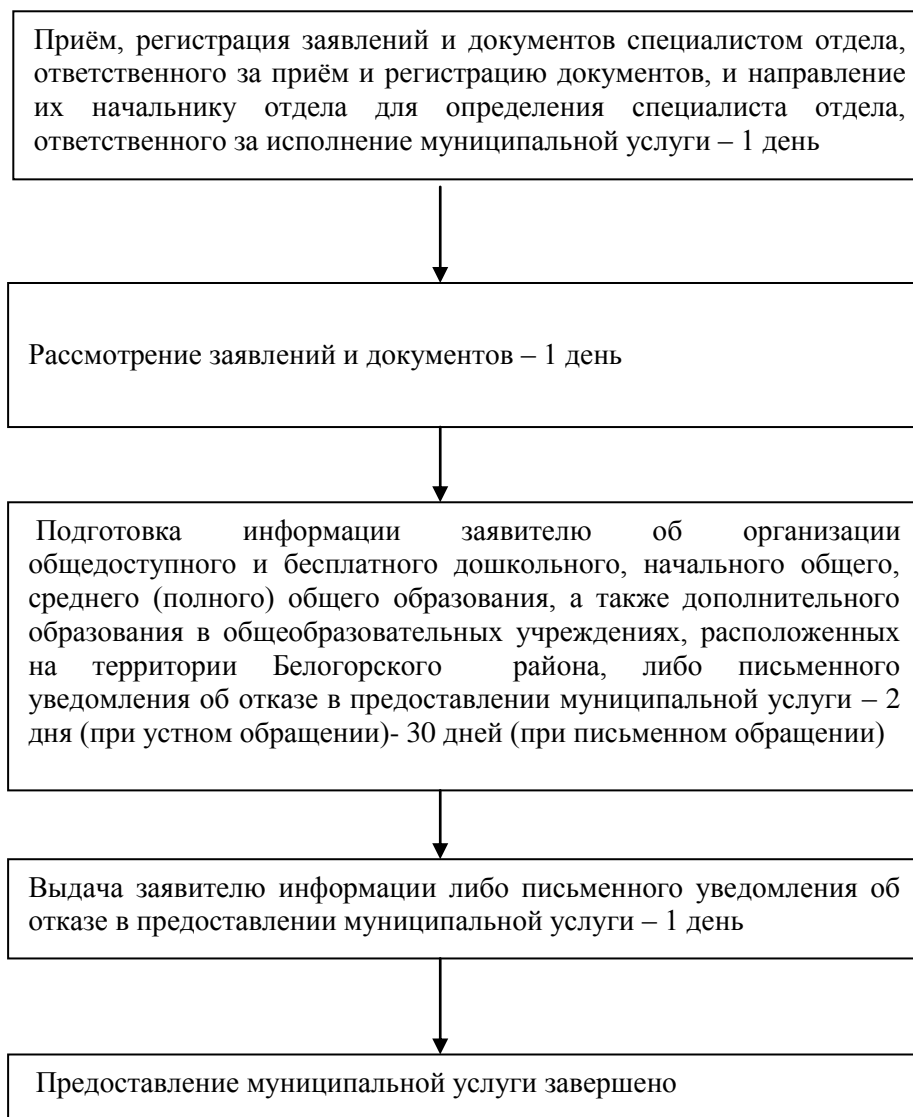 Приём, регистрация заявлений и документов специалистом отдела,
ответственного за приём и регистрацию документов, и направление
их начальнику отдела для определения специалиста отдела,
ответственного за исполнение муниципальной услуги – 1 день
Рассмотрение заявлений и документов – 1 день
Подготовка информации заявителю об организации
общедоступного и бесплатного дошкольного, начального общего,
среднего (полного) общего образования, а также дополнительного
образования в общеобразовательных учреждениях, расположенных
на территории Белогорского района, либо письменного
уведомления об отказе в предоставлении муниципальной услуги – 2
дня (при устном обращении)- 30 дней (при письменном обращении)
Выдача заявителю информации либо письменного уведомления об
отказе в предоставлении муниципальной услуги – 1 день
Предоставление муниципальной услуги завершено